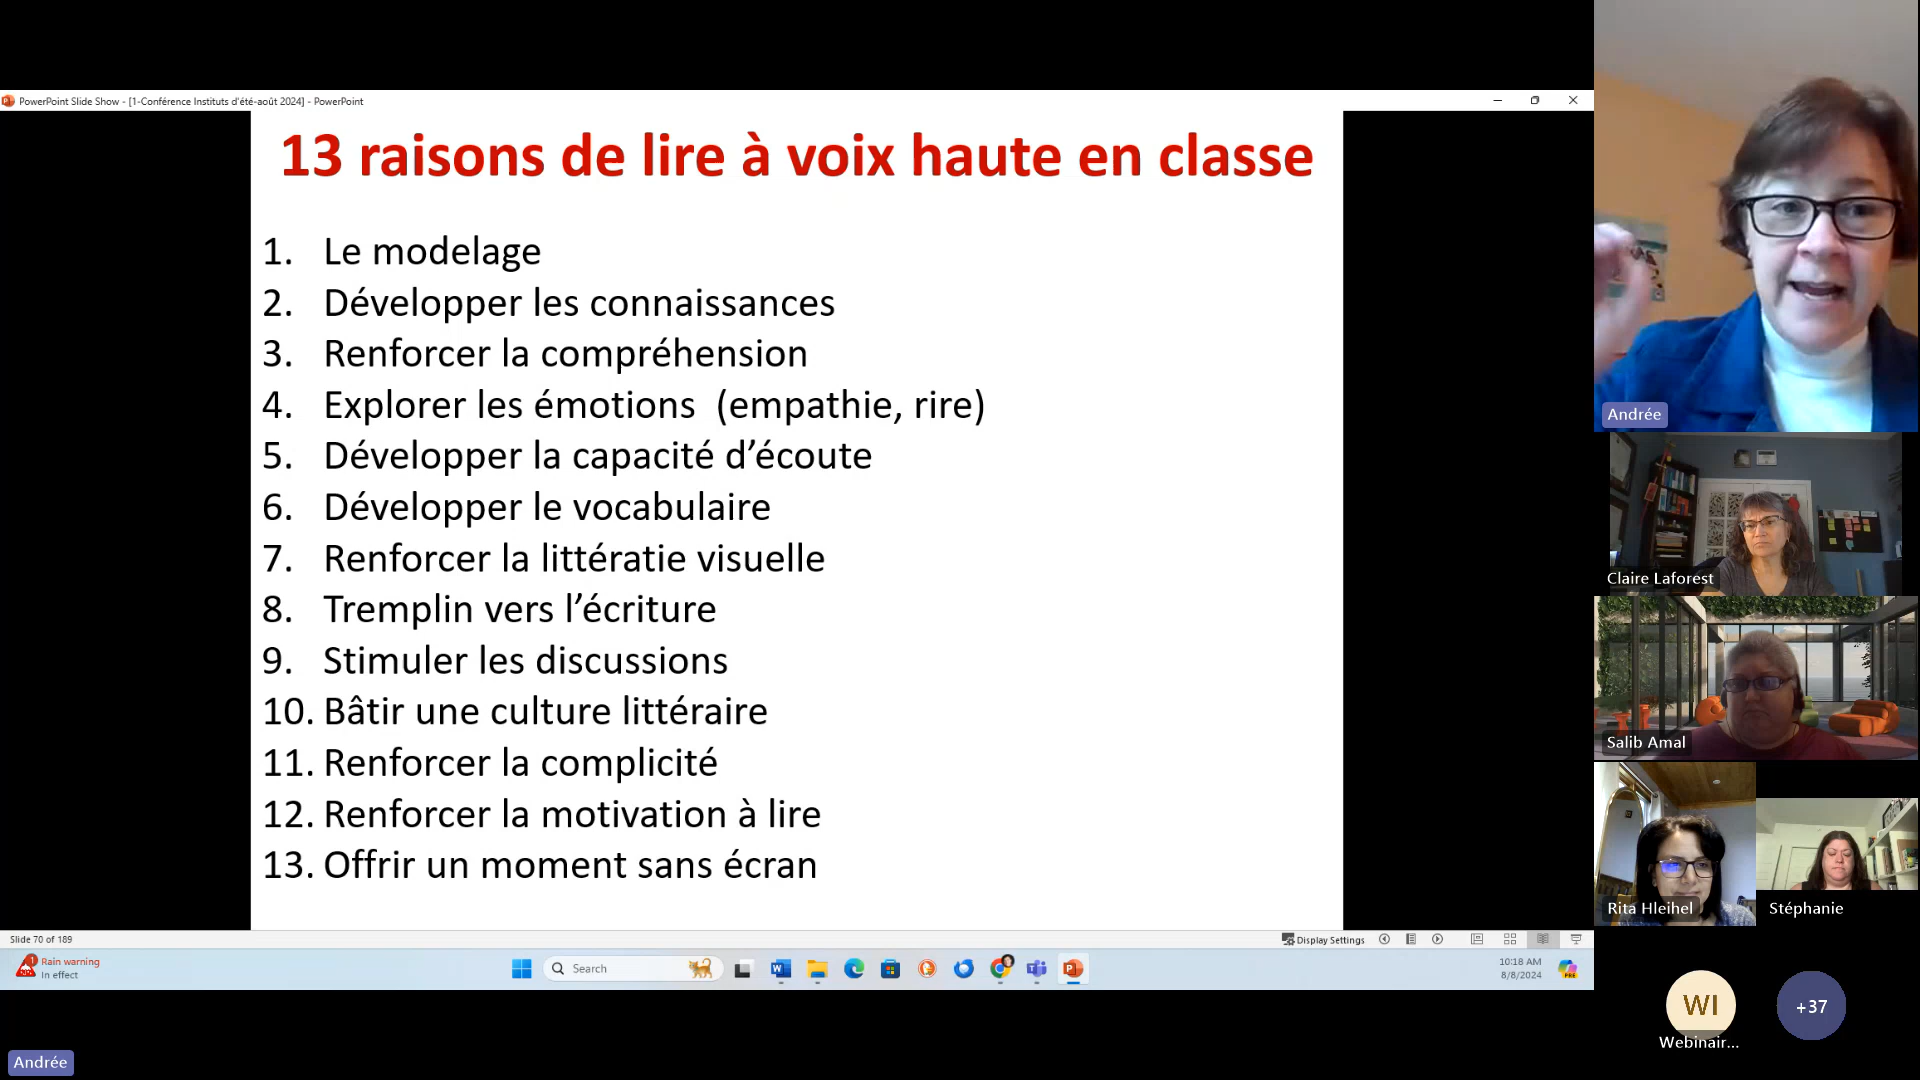 PowerPoint Slide Show - [1-Conférence Instituts d'été-août 2024] - PowerPoint
13 raisons de lire à voix haute en classe
1. Le modelage
2. Développer les connaissances
3. Renforcer la compréhension
4. Explorer les émotions (empathie, rire)
5. Développer la capacité d’écoute
6. Développer le vocabulaire
7. Renforcer la littératie visuelle
8. Tremplin vers l’écriture
9. Stimuler les discussions
10. Bâtir une culture littéraire
11. Renforcer la complicité
12. Renforcer la motivation à lire
13. Offrir un moment sans écran
Slide 70 of 189
Display Settings
Rain warning
In effect
Search
10:18 AM
8/8/2024
Andrée
Andrée
Claire Laforest
Salib Amal
Rita Hleihel
Stéphanie
WI
Webinair...
+37